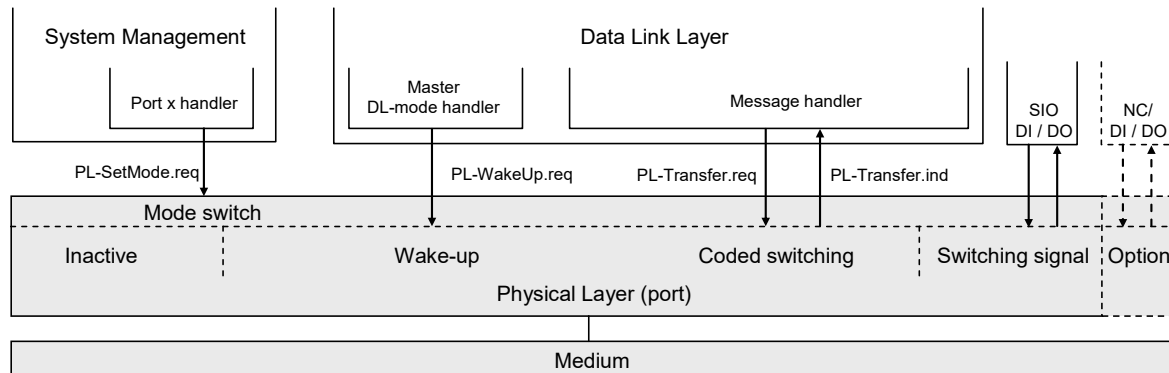 System Management
Data Link Layer
Port x handler
Master
DL-mode handler
Message handler
SIO
DI / DO
NC/
DI / DO
PL-SetMode.req
PL-WakeUp.req
PL-Transfer.req
PL-Transfer.ind
Mode switch
Inactive
Wake-up
Coded switching
Switching signal
Option
Physical Layer (port)
Medium